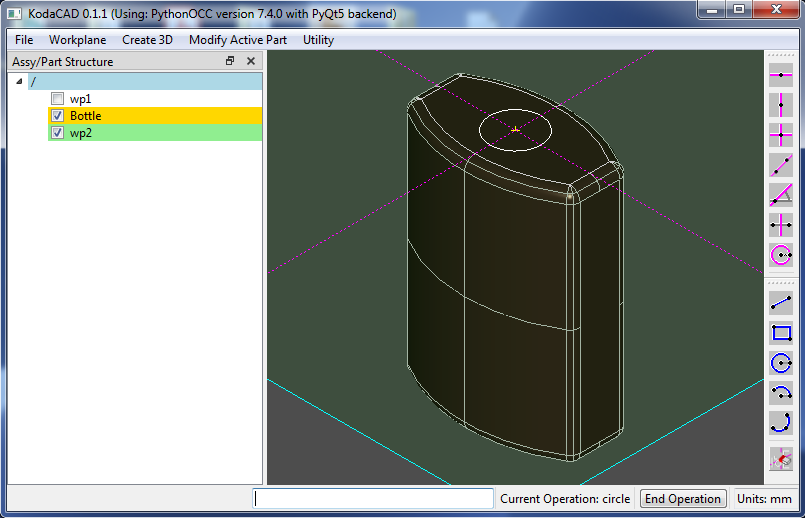 KodaCAD 0.1.1 (Using: PythonOCC version 7.4.0 with PyQt5 backend)
File Workplane Create 3D Modify Active Part Utility
Assy/Part Structure
/
wp1
Bottle
wp2
Current Operation: circle End Operation Units: mm